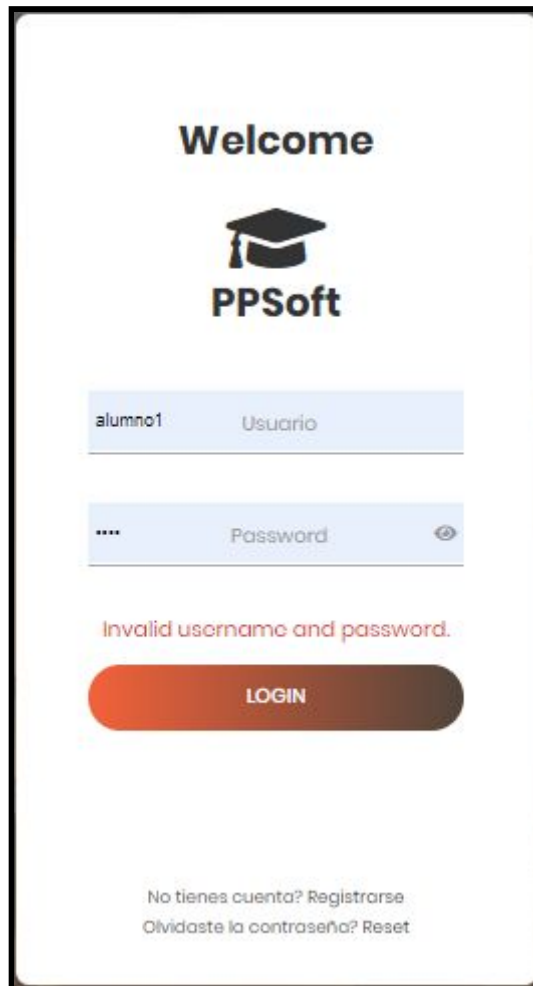 Welcome
PPSoft
alumno1 Usuario
•••• Password
Invalid username and password.
LOGIN
No tienes cuenta? Registrarse
Olvidaste la contraseña? Reset